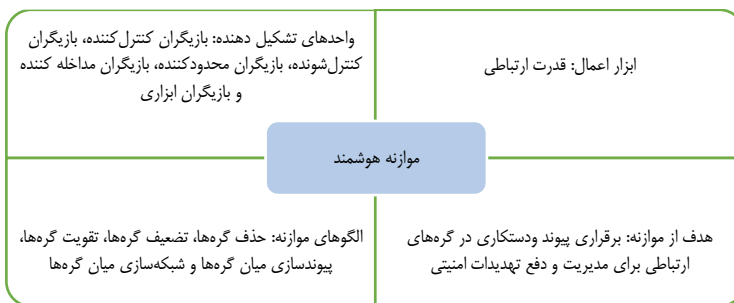 ابزار اعمال: قدرت ارتباطی
واحدهای تشکیل دهنده: بازیگران کنترل‌کننده، بازیگران
کنترل‌شونده، بازیگران محدودکننده، بازیگران مداخله کننده
و بازیگران ابزاری
موازنه هوشمند
هدف از موازنه: برقراری پیوند ودستکاری در گره‌های
ارتباطی برای مدیریت و دفع تهدیدات امنیتی
الگوهای موازنه: حذف گره‌ها، تضعیف گره‌ها، تقویت گره‌ها،
پیوندسازی میان گره‌ها و شبکه‌سازی میان گره‌ها